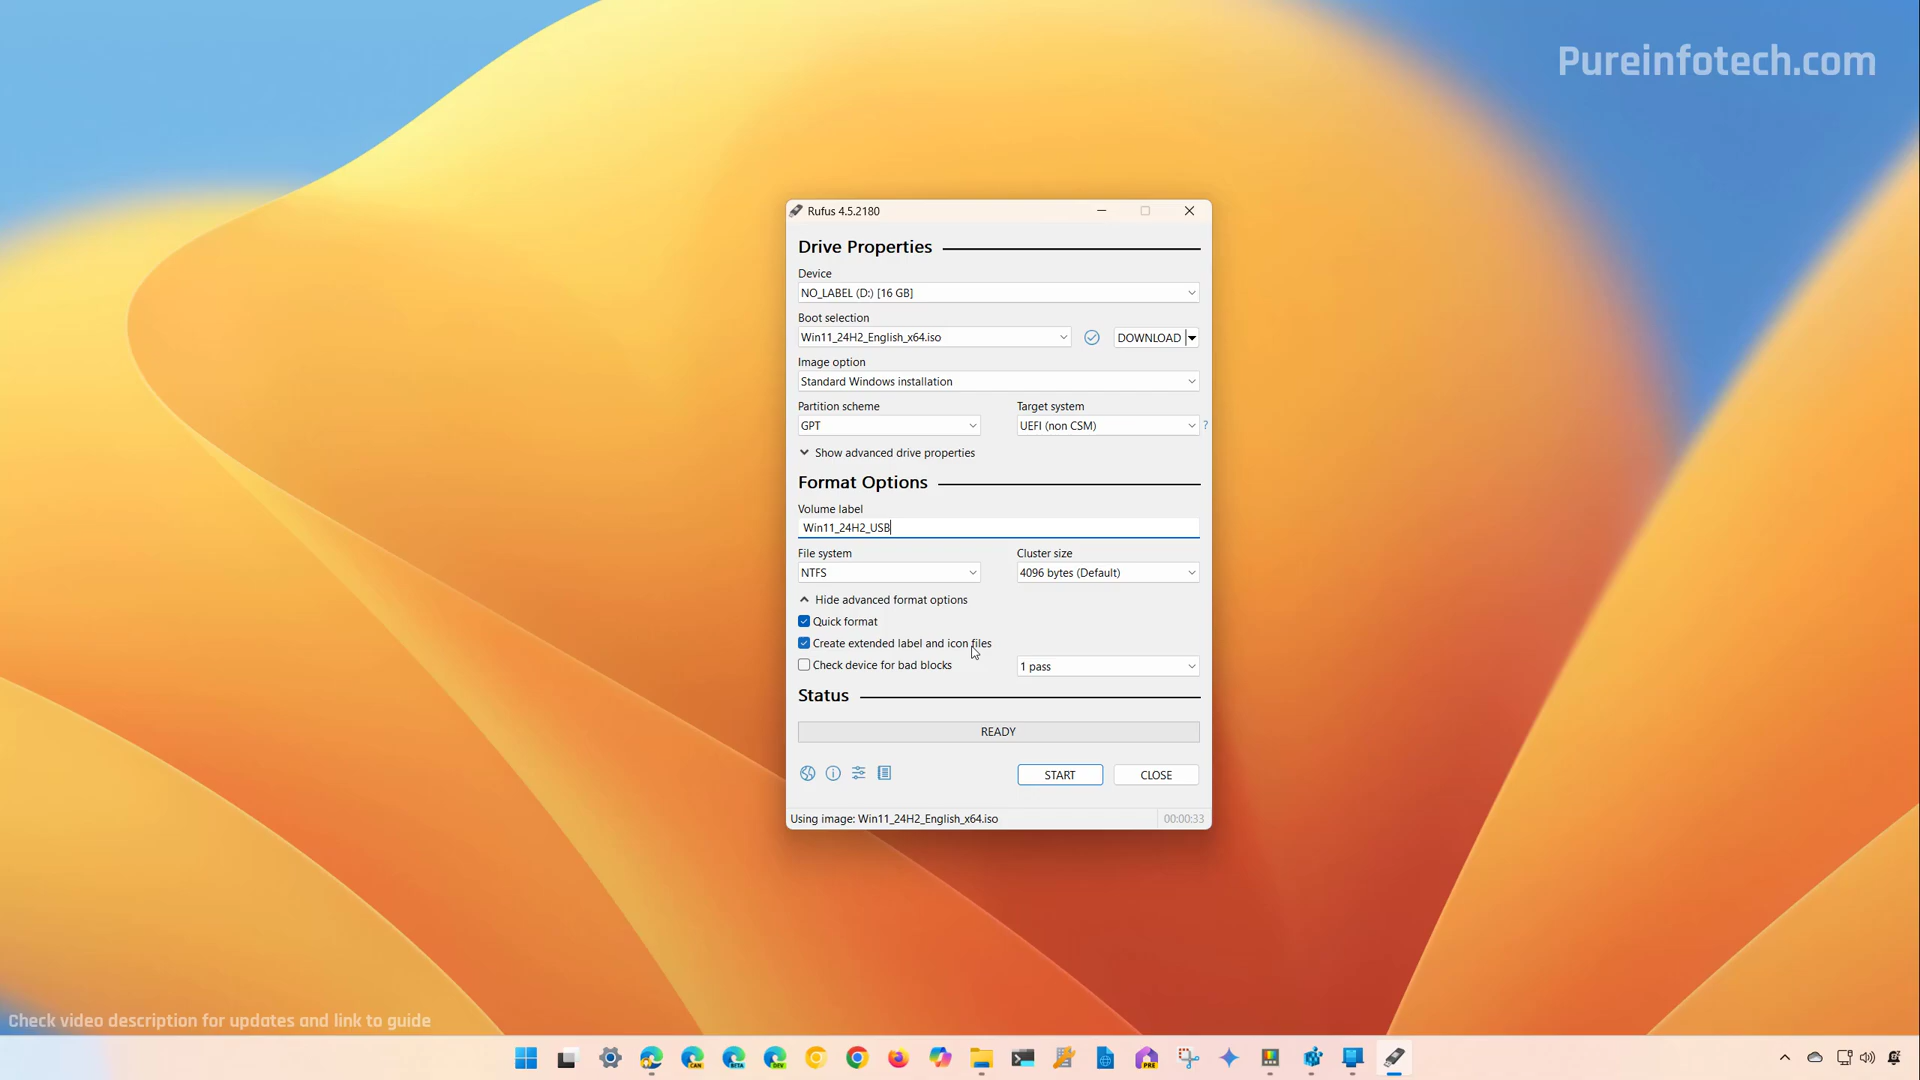 Pureinfotech.com
Rufus 4.5.2180
Drive Properties
Device
NO_LABEL (D:) [16 GB]
Boot selection
Win11_24H2_English_x64.iso
DOWNLOAD
Image option
Standard Windows installation
Partition scheme
Target system
GPT
UEFI (non CSM)
?
Show advanced drive properties
Format Options
Volume label
Win11_24H2_USB
File system
Cluster size
NTFS
4096 bytes (Default)
Hide advanced format options
Quick format
Create extended label and icon files
Check device for bad blocks
1 pass
Status
READY
START
CLOSE
Using image: Win11_24H2_English_x64.iso
00:00:33
Check video description for updates and link to guide
CAN
BETA
DEV
PRE